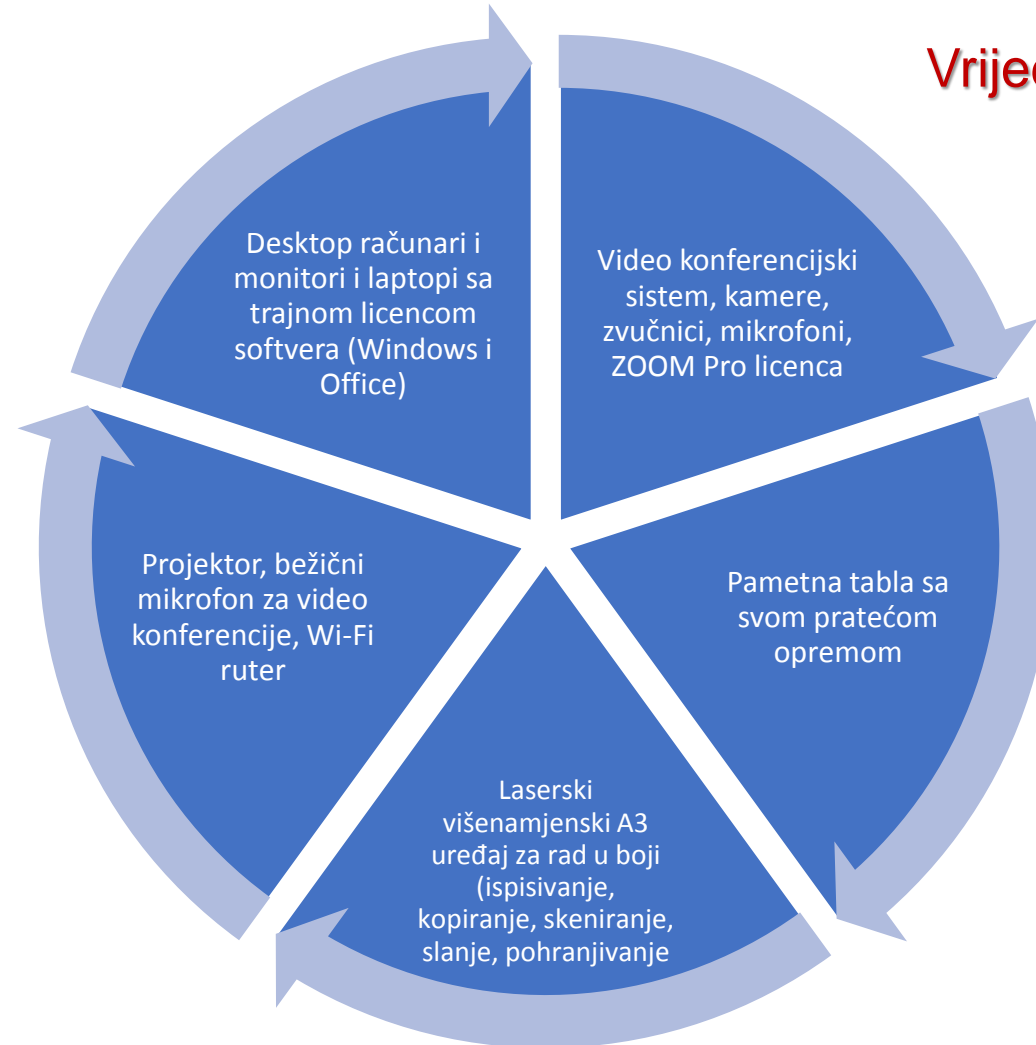 Desktop računari i
monitori i laptopi sa
trajnom licencom
softvera (Windows i
Office)
Video konferencijski
sistem, kamere,
zvučnici, mikrofoni,
ZOOM Pro licenca
Pametna tabla sa
svom pratećom
opremom
Laserski
višenamjenski A3
uređaj za rad u boji
(ispisivanje,
kopiranje, skeniranje,
slanje, pohranjivanje
Projektor, bežični
mikrofon za video
konferencije, Wi-Fi
ruter